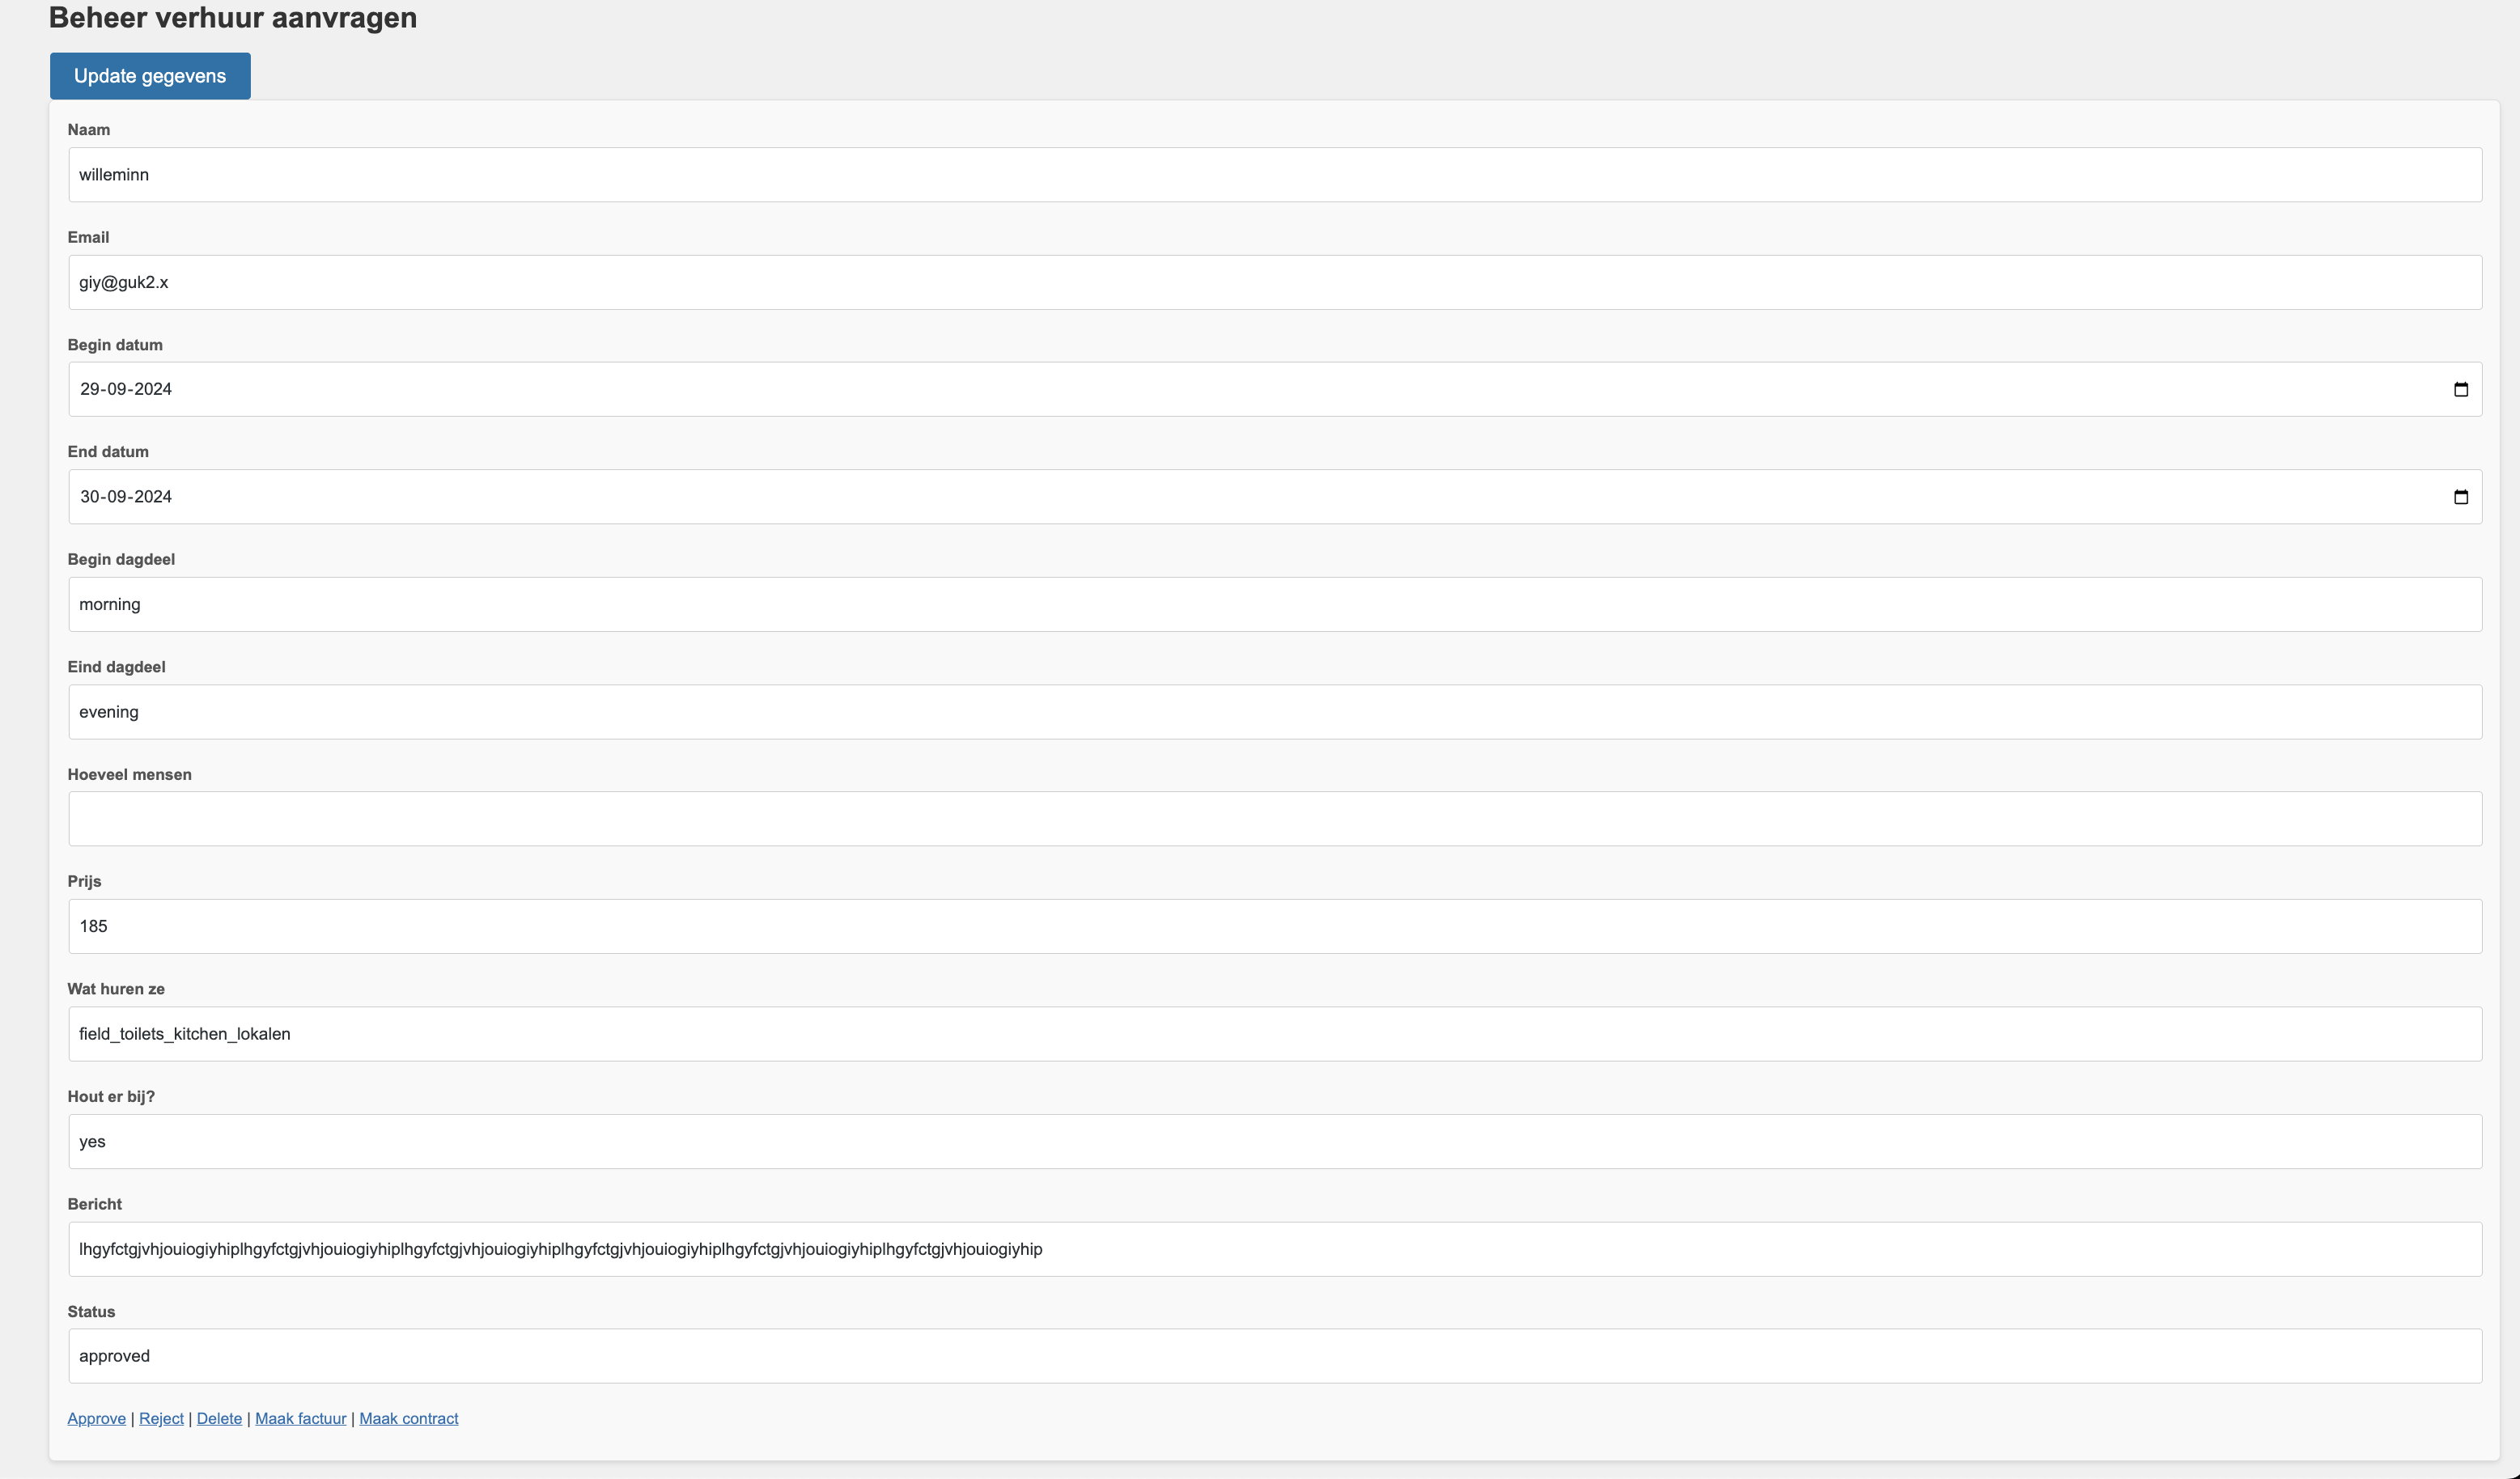 Beheer verhuur aanvragen
Update gegevens
Naam
willeminn
Email
giy@guk2.x
Begin datum
29-09-2024
End datum
30-09-2024
Begin dagdeel
morning
Eind dagdeel
evening
Hoeveel mensen
Prijs
185
Wat huren ze
field_toilets_kitchen_lokalen
Hout er bij?
yes
Bericht
lhgyfctgjvhjouiogiyhiplhgyfctgjvhjouiogiyhiplhgyfctgjvhjouiogiyhiplhgyfctgjvhjouiogiyhiplhgyfctgjvhjouiogiyhiplhgyfctgjvhjouiogiyhip
Status
approved
Approve | Reject | Delete | Maak factuur | Maak contract